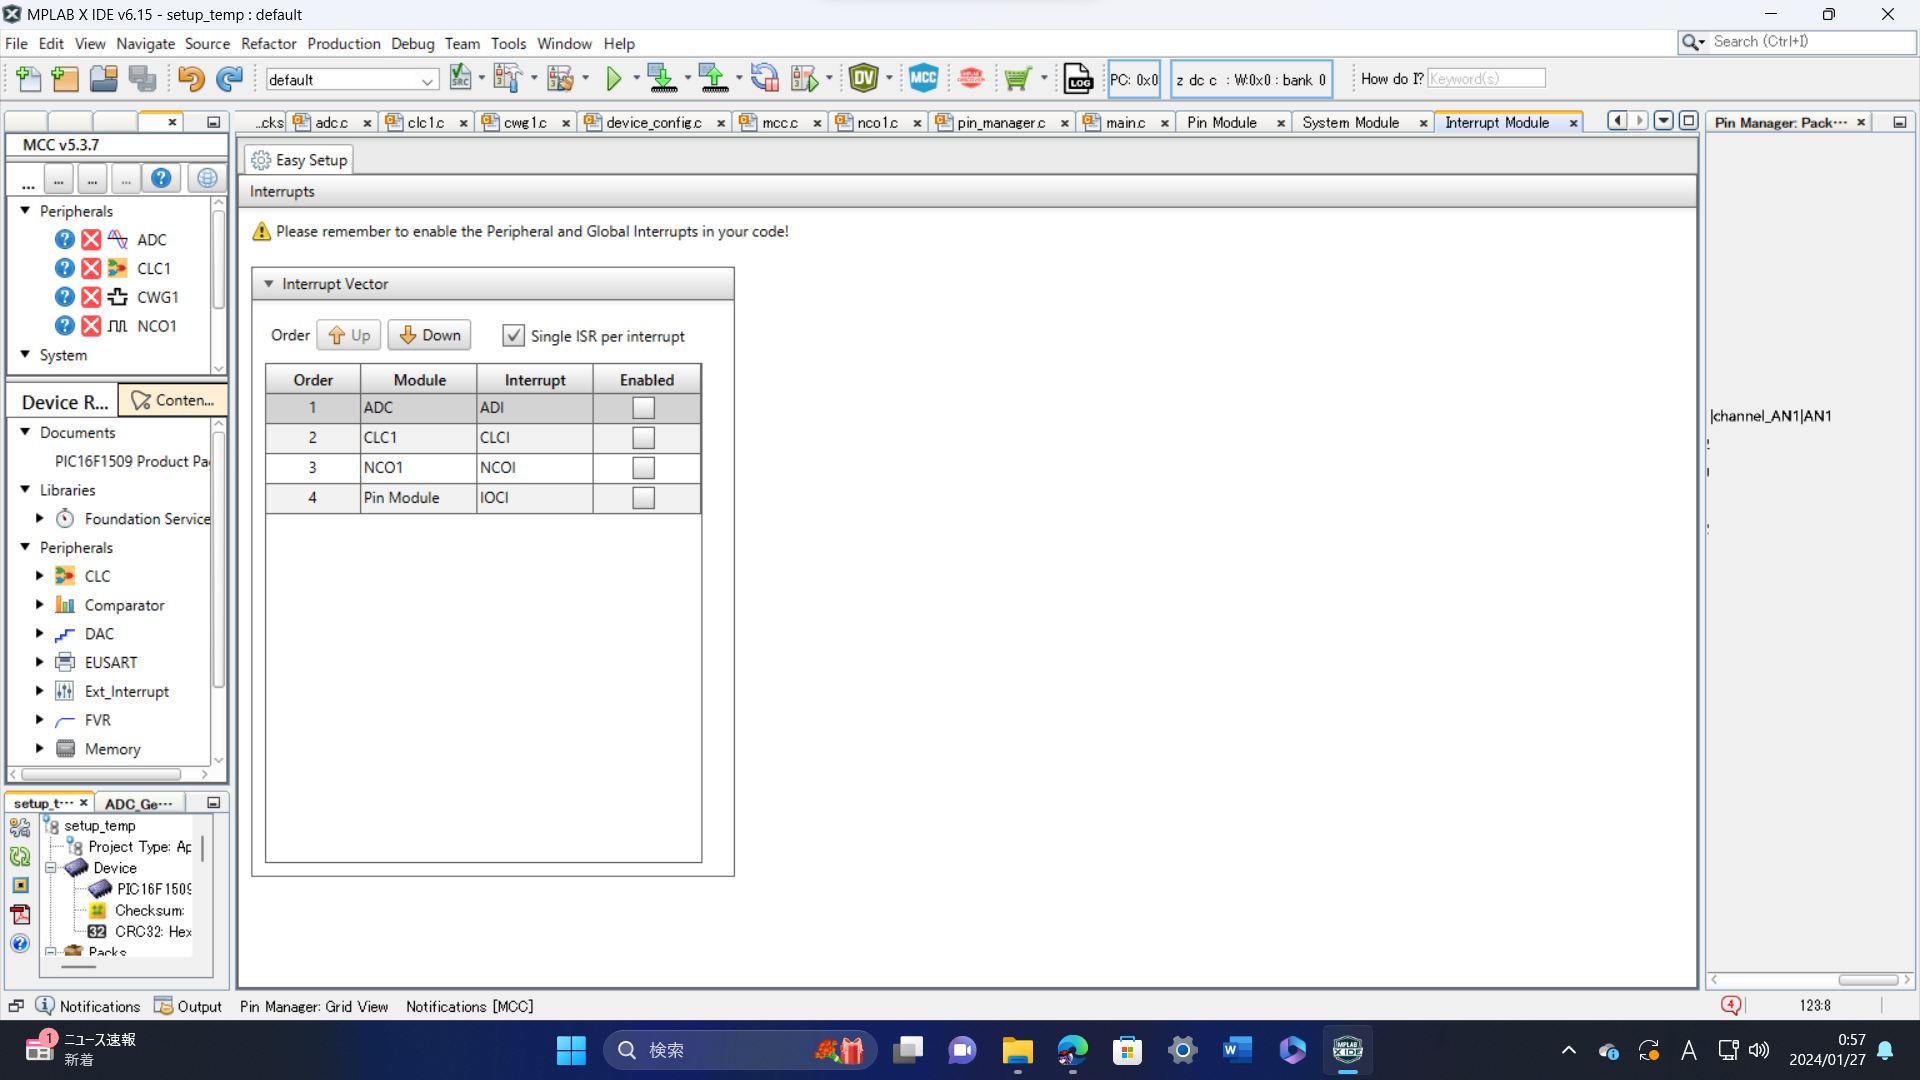 MPLAB X IDE v6.15 - setup_temp : default
File Edit View Navigate Source Refactor Production Debug Team Tools Window Help
Search (Ctrl+I)
default
PC: 0x0
z dc c : W:0x0 : bank 0
How do I?
Keyword(s)
...cks adc.c clc1.c cwg1.c device_config.c mcc.c nco1.c pin_manager.c main.c Pin Module System Module Interrupt Module
Pin Manager: Pack...
MCC v5.3.7
... ... ... ...
Peripherals
ADC
CLC1
CWG1
NCO1
System
Device R...
Conten...
Documents
PIC16F1509 Product Pa
Libraries
Foundation Service
Peripherals
CLC
Comparator
DAC
EUSART
Ext_Interrupt
FVR
Memory
setup_t... ADC_Ge...
setup_temp
Project Type: Ap
Device
PIC16F1509
Checksum:
CRC32: Hex
Packs
Easy Setup
Interrupts
Please remember to enable the Peripheral and Global Interrupts in your code!
Interrupt Vector
Order Up Down Single ISR per interrupt
Order Module Interrupt Enabled
1 ADC ADI
2 CLC1 CLCI
3 NCO1 NCOI
4 Pin Module IOCI
|channel_AN1|AN1
Notifications Output Pin Manager: Grid View Notifications [MCC]
4
123:8
1
ニュース速報
新着
検索
A
0:57
2024/01/27